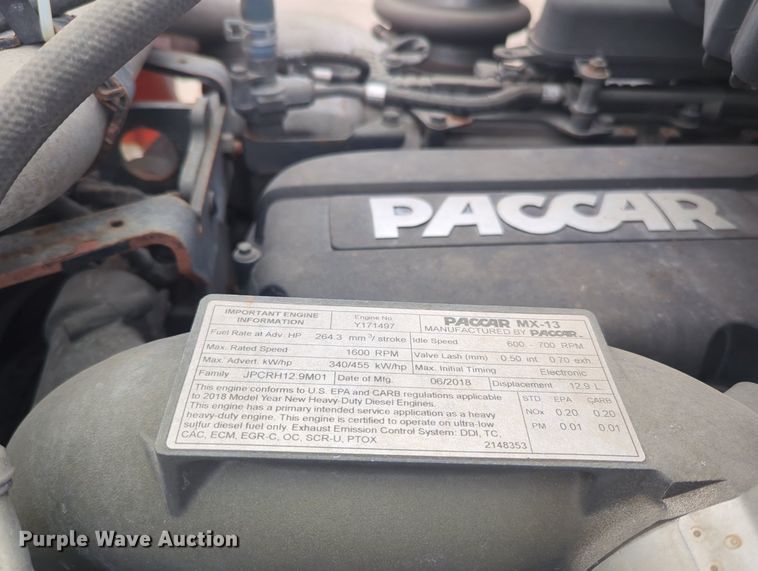 PACCAR
IMPORTANT ENGINE INFORMATION
Engine No. Y171497
PACCAR MX-13
MANUFACTURED BY PACCAR
Fuel Rate at Adv. HP 264.3 mm³/stroke
Idle Speed 600 - 700 RPM
Max. Rated Speed 1600 RPM
Valve Lash (mm) 0.50 int 0.70 exh
Max. Advert. kW/hp 340/455 kW/hp
Maximum Initial Timing Electronic
Family JPCRH12.9M01
Date of Mfg. 06/2018
Displacement 12.9 L
This engine conforms to U.S. EPA and CARB regulations applicable
to 2018 Model Year New Heavy-Duty Diesel Engines.
This engine has a primary intended service application as a heavy
heavy-duty engine. This engine is certified to operate on ultra-low
sulfur diesel fuel only. Exhaust Emission Control System: DDI, TC,
CAC, ECM, EGR-C, OC, SCR-U, PTOX
2148353
STD EPA CARB
NOx 0.20 0.20
PM 0.01 0.01
Purple Wave Auction